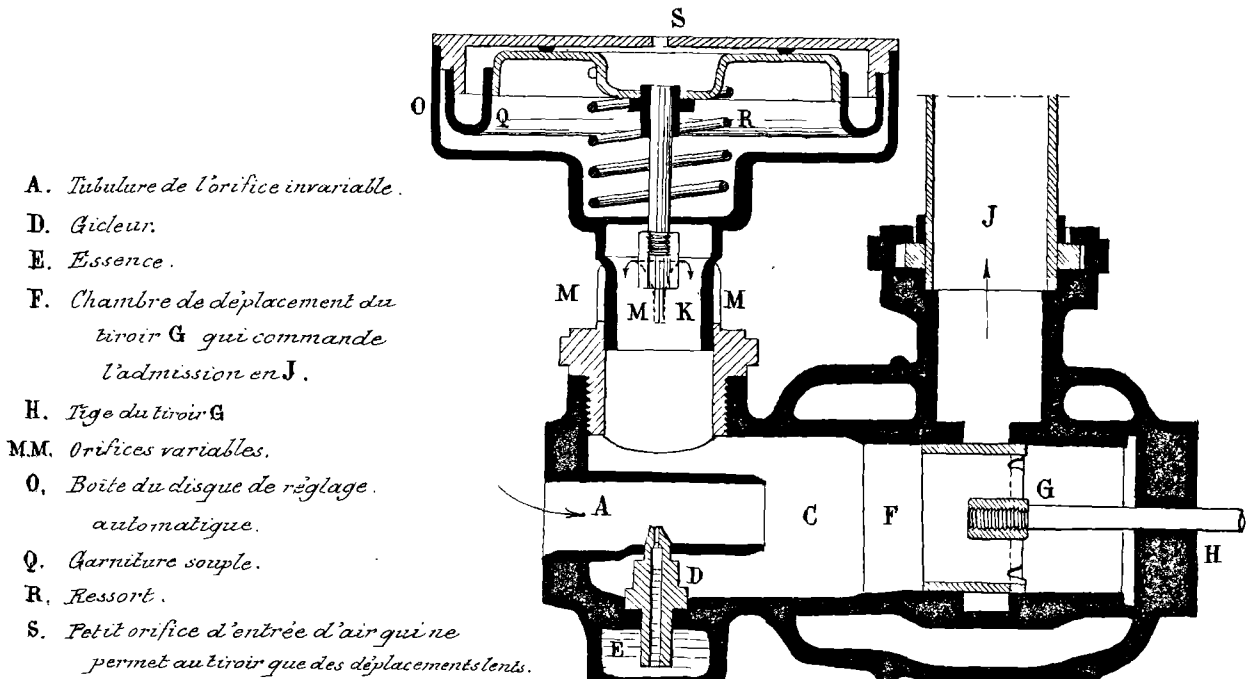 S
O
Q
R
J
M
M
K
M
A
C
F
G
D
H
E
A. Tubulure de l'orifice invariable.
D. Gicleur.
E. Essence.
F. Chambre de déplacement du
tiroir G qui commande
l'admission en J.
H. Tige du tiroir G
M.M. Orifices variables.
O. Boîte du disque de réglage
automatique.
Q. Garniture souple.
R. Ressort.
S. Petit orifice d'entrée d'air qui ne
permet au tiroir que des déplacements lents.